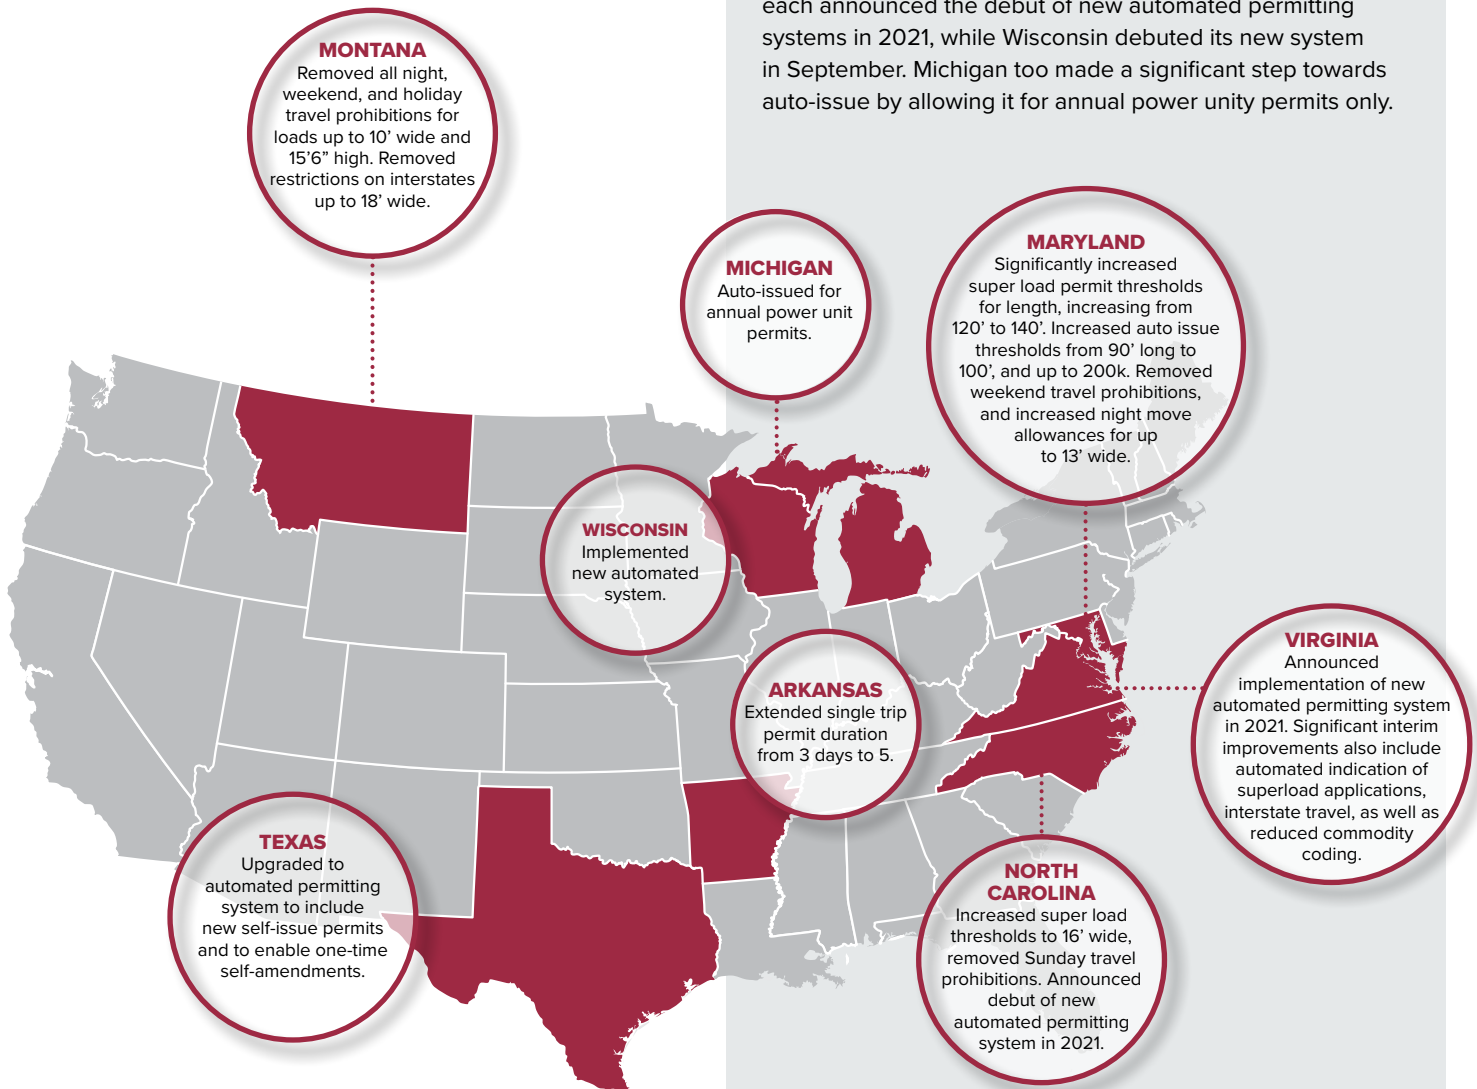 each announced the debut of new automated permitting
systems in 2021, while Wisconsin debuted its new system
in September. Michigan too made a significant step towards
auto-issue by allowing it for annual power unity permits only.
MONTANA
Removed all night,
weekend, and holiday
travel prohibitions for
loads up to 10’ wide and
15’6” high. Removed
restrictions on interstates
up to 18’ wide.
MICHIGAN
Auto-issued for
annual power unit
permits.
MARYLAND
Significantly increased
super load permit thresholds
for length, increasing from
120’ to 140’. Increased auto issue
thresholds from 90’ long to
100’, and up to 200k. Removed
weekend travel prohibitions,
and increased night move
allowances for up
to 13’ wide.
WISCONSIN
Implemented
new automated
system.
ARKANSAS
Extended single trip
permit duration
from 3 days to 5.
VIRGINIA
Announced
implementation of new
automated permitting system
in 2021. Significant interim
improvements also include
automated indication of
superload applications,
interstate travel, as well as
reduced commodity
coding.
TEXAS
Upgraded to
automated permitting
system to include
new self-issue permits
and to enable one-time
self-amendments.
NORTH
CAROLINA
Increased super load
thresholds to 16’ wide,
removed Sunday travel
prohibitions. Announced
debut of new
automated permitting
system in 2021.